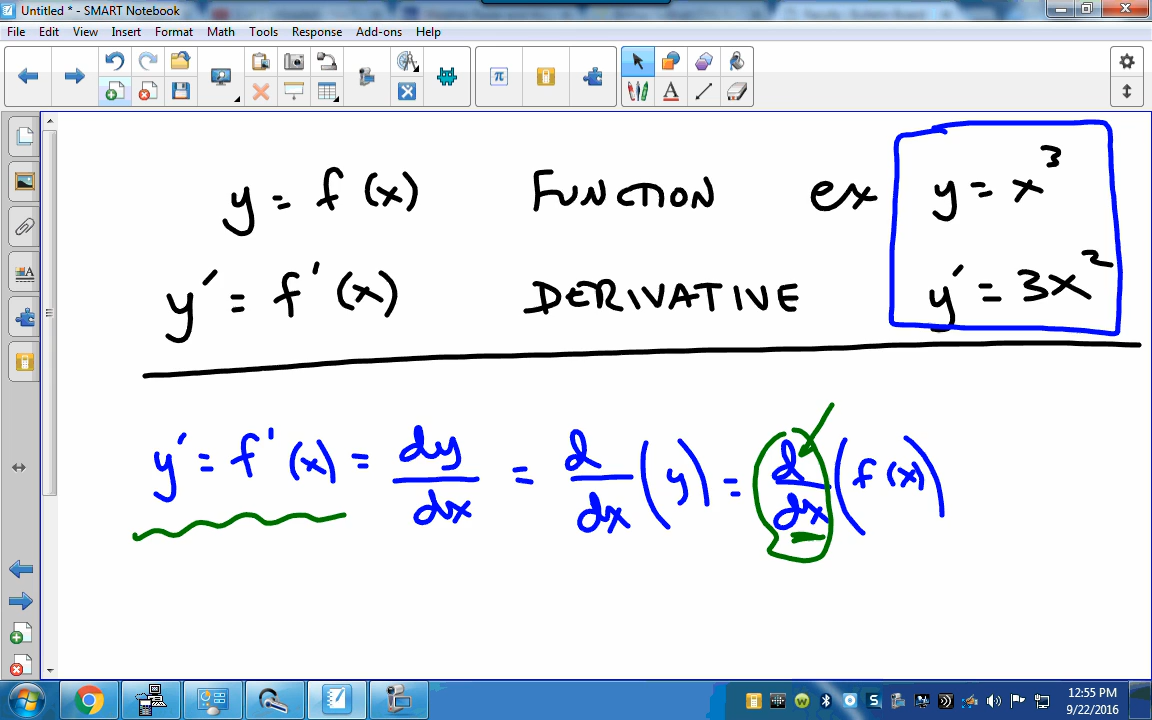 Untitled * - SMART Notebook
File Edit View Insert Format Math Tools Response Add-ons Help
y = f (x) FUNCTION ex y = x³
y′ = f′(x) DERIVATIVE y′ = 3x²
y′ = f′(x) = dy/dx = d/dx (y) = d/dx (f(x))
12:55 PM
9/22/2016